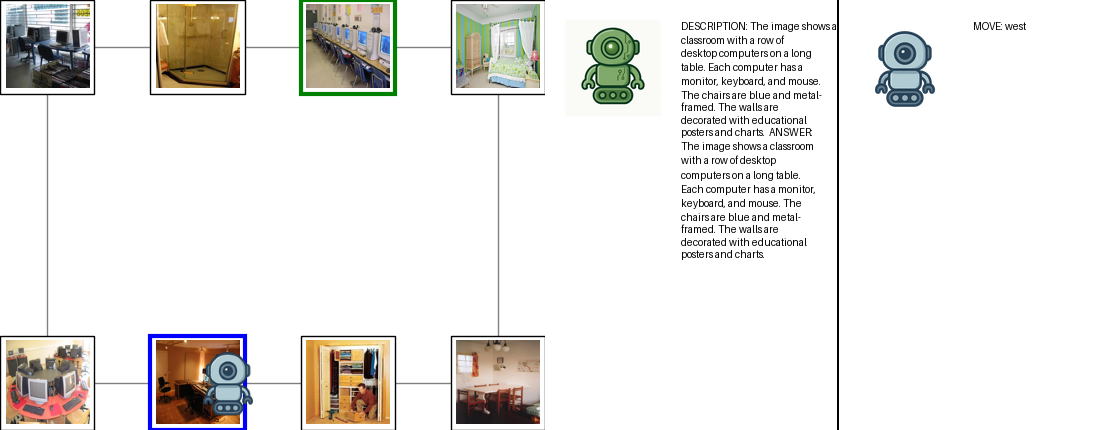 DESCRIPTION: The image shows a
classroom with a row of
desktop computers on a long
table. Each computer has a
monitor, keyboard, and mouse.
The chairs are blue and metal-
framed. The walls are
decorated with educational
posters and charts. ANSWER:
The image shows a classroom
with a row of desktop
computers on a long table.
Each computer has a monitor,
keyboard, and mouse. The
chairs are blue and metal-
framed. The walls are
decorated with educational
posters and charts.
MOVE: west